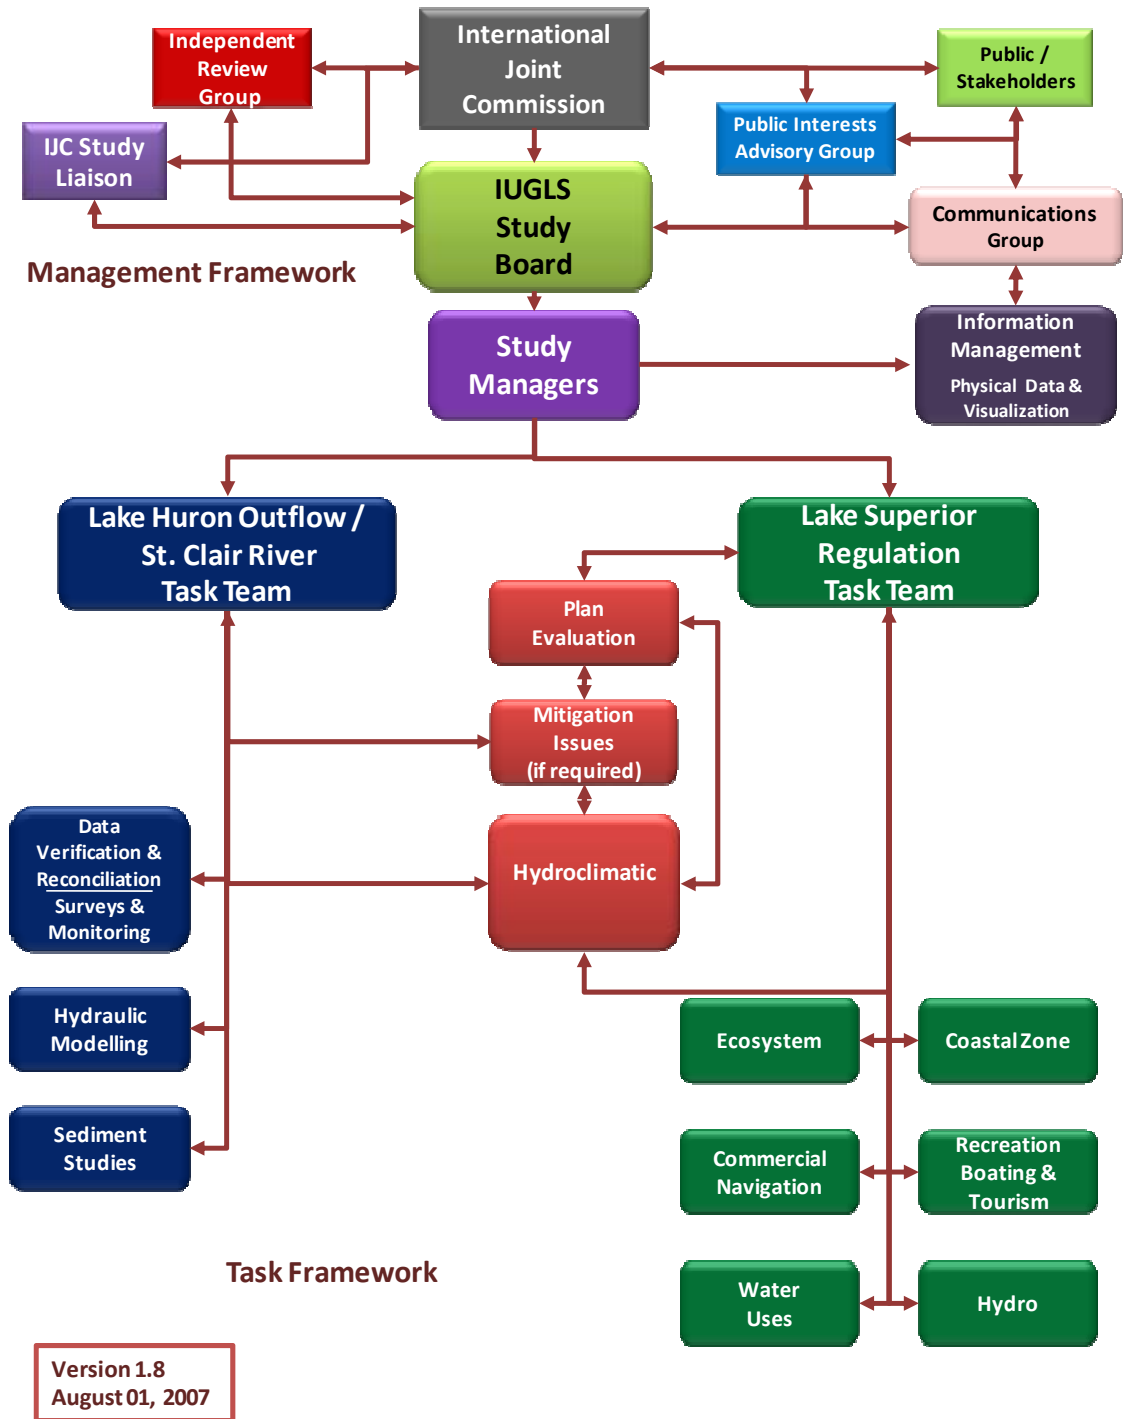 Independent
Review
Group
International
Joint
Commission
Public /
Stakeholders
IJC Study
Liaison
Public Interests
Advisory Group
IUGLS
Study
Board
Communications
Group
Management Framework
Study
Managers
Information
Management
Physical Data &
Visualization
Lake Huron Outflow /
St. Clair River
Task Team
Lake Superior
Regulation
Task Team
Plan
Evaluation
Mitigation
Issues
(if required)
Data
Verification &
Reconciliation
Surveys &
Monitoring
Hydroclimatic
Hydraulic
Modelling
Ecosystem
Coastal Zone
Sediment
Studies
Commercial
Navigation
Recreation
Boating &
Tourism
Task Framework
Water
Uses
Hydro
Version 1.8
August 01, 2007